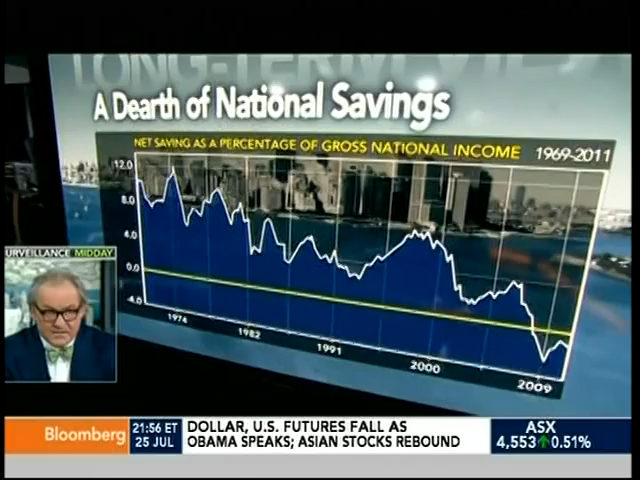 LONG-TERM
A Dearth of National Savings
NET SAVING AS A PERCENTAGE OF GROSS NATIONAL INCOME 1969-2011
12.0
8.0
4.0
0.0
-4.0
1974
1982
1991
2000
2009
URVEILLANCE MIDDAY
Bloomberg
21:56 ET
25 JUL
DOLLAR, U.S. FUTURES FALL AS
OBAMA SPEAKS; ASIAN STOCKS REBOUND
ASX
4,553 0.51%